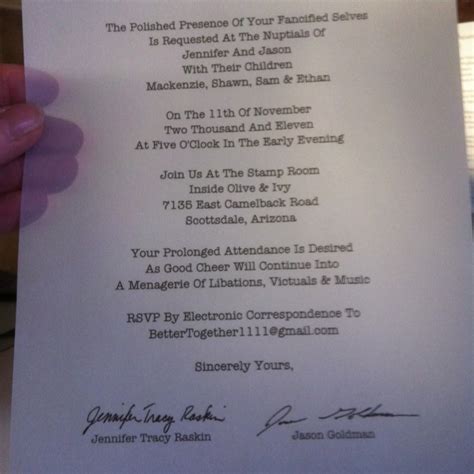 The Polished Presence Of Your Fancified Selves
Is Requested At The Nuptials Of
Jennifer And Jason
With Their Children
Mackenzie, Shawn, Sam & Ethan
On The 11th Of November
Two Thousand And Eleven
At Five O'Clock In The Early Evening
Join Us At The Stamp Room
Inside Olive & Ivy
7135 East Camelback Road
Scottsdale, Arizona
Your Prolonged Attendance Is Desired
As Good Cheer Will Continue Into
A Menagerie Of Libations, Victuals & Music
RSVP By Electronic Correspondence To
BetterTogether1111@gmail.com
Sincerely Yours,
Jennifer Tracy Raskin
Jennifer Tracy Raskin
Jason Goldman